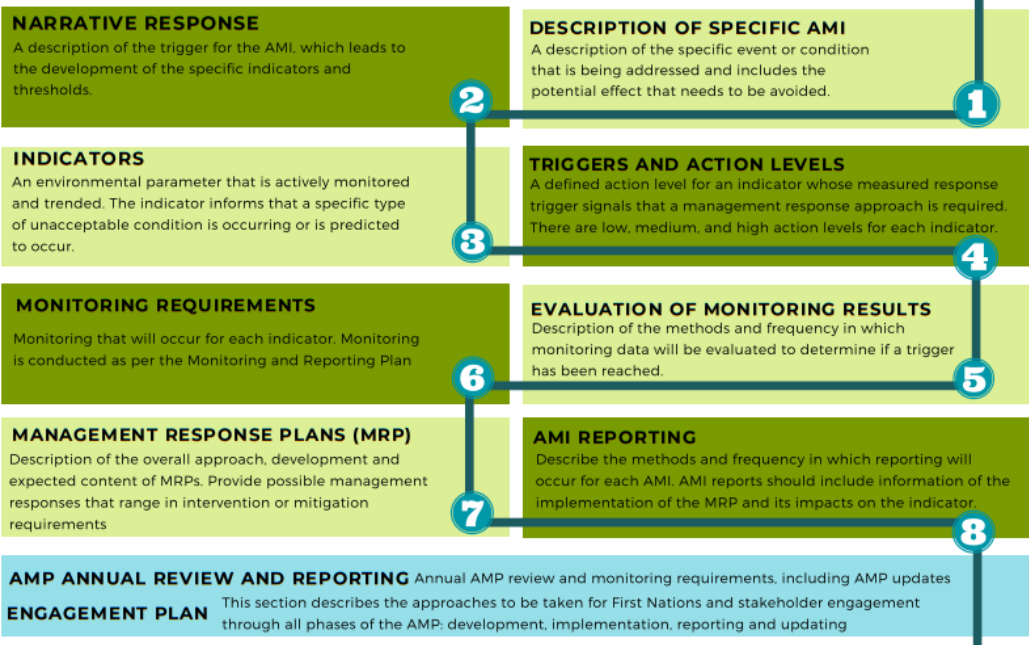 DESCRIPTION OF SPECIFIC AMI
A description of the specific event or condition
that is being addressed and includes the
potential effect that needs to be avoided.
1
NARRATIVE RESPONSE
A description of the trigger for the AMI, which leads to
the development of the specific indicators and
thresholds.
2
INDICATORS
An environmental parameter that is actively monitored
and trended. The indicator informs that a specific type
of unacceptable condition is occurring or is predicted
to occur.
3
TRIGGERS AND ACTION LEVELS
A defined action level for an indicator whose measured response
trigger signals that a management response approach is required.
There are low, medium, and high action levels for each indicator.
4
EVALUATION OF MONITORING RESULTS
Description of the methods and frequency in which
monitoring data will be evaluated to determine if a trigger
has been reached.
5
MONITORING REQUIREMENTS
Monitoring that will occur for each indicator. Monitoring
is conducted as per the Monitoring and Reporting Plan
6
MANAGEMENT RESPONSE PLANS (MRP)
Description of the overall approach, development and
expected content of MRPs. Provide possible management
responses that range in intervention or mitigation
requirements
7
AMI REPORTING
Describe the methods and frequency in which reporting will
occur for each AMI. AMI reports should include information of the
implementation of the MRP and its impacts on the indicator.
8
AMP ANNUAL REVIEW AND REPORTING Annual AMP review and monitoring requirements, including AMP updates
ENGAGEMENT PLAN This section describes the approaches to be taken for First Nations and stakeholder engagement
through all phases of the AMP: development, implementation, reporting and updating